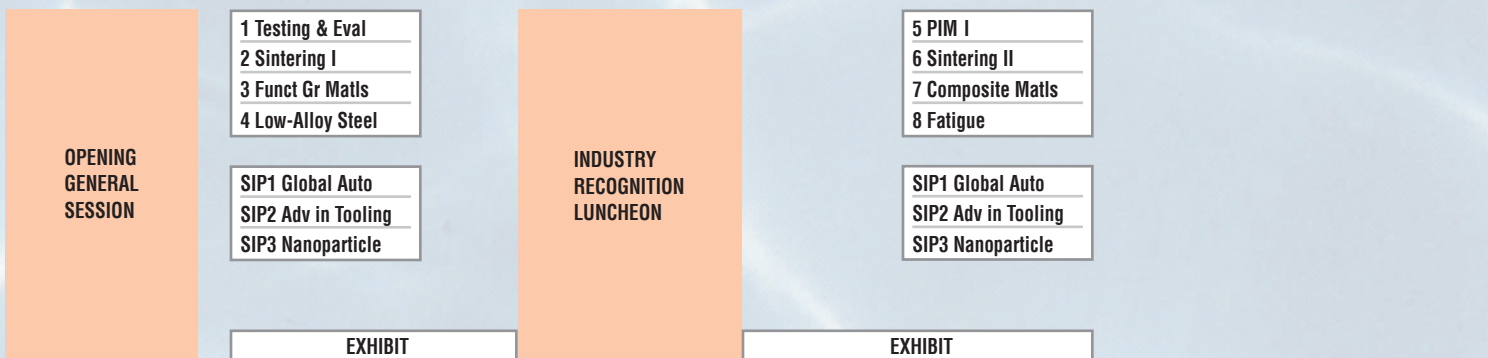 OPENING
GENERAL
SESSION
1 Testing & Eval
2 Sintering I
3 Funct Gr Matls
4 Low-Alloy Steel
SIP1 Global Auto
SIP2 Adv in Tooling
SIP3 Nanoparticle
EXHIBIT
INDUSTRY
RECOGNITION
LUNCHEON
5 PIM I
6 Sintering II
7 Composite Matls
8 Fatigue
SIP1 Global Auto
SIP2 Adv in Tooling
SIP3 Nanoparticle
EXHIBIT